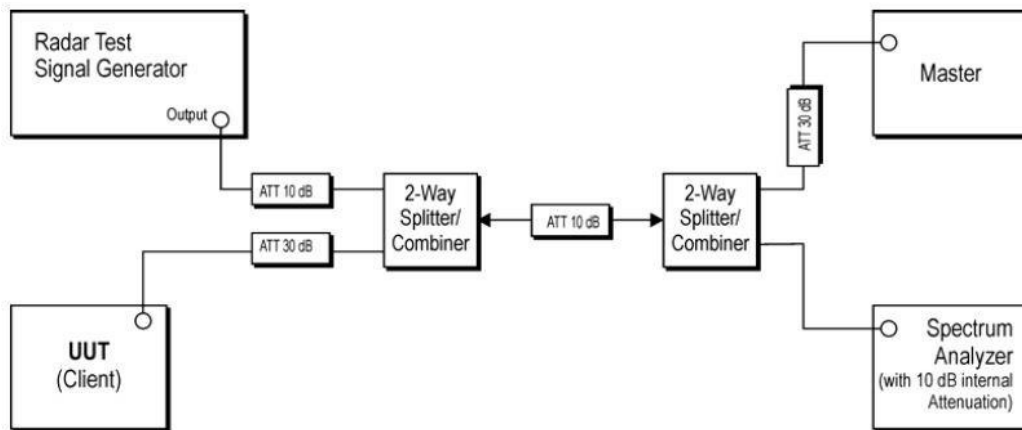 Radar Test
Signal Generator
Output
ATT 10 dB
ATT 30 dB
UUT
(Client)
2-Way
Splitter/
Combiner
ATT 10 dB
2-Way
Splitter/
Combiner
ATT 30 dB
Master
Spectrum
Analyzer
(with 10 dB internal
Attenuation)